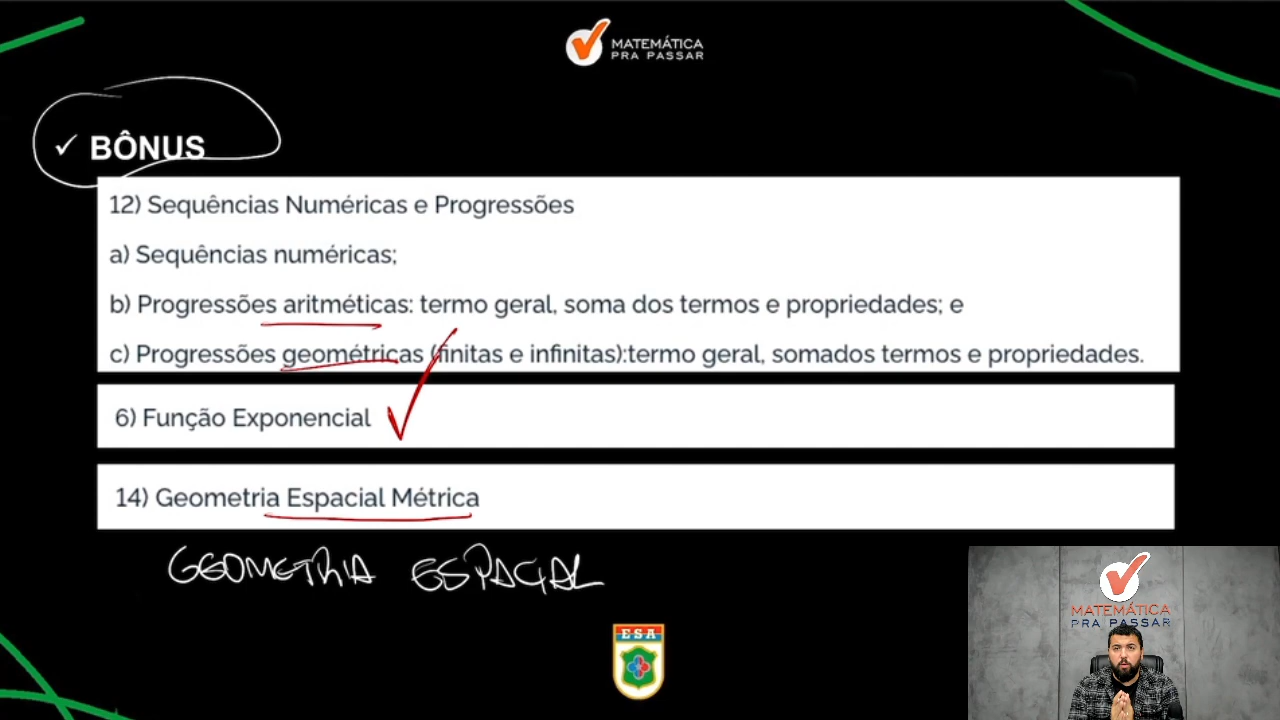 MATEMÁTICA
PRA PASSAR
✓ BÔNUS
12) Sequências Numéricas e Progressões
a) Sequências numéricas;
b) Progressões aritméticas: termo geral, soma dos termos e propriedades; e
c) Progressões geométricas (finitas e infinitas):termo geral, somados termos e propriedades.
6) Função Exponencial
14) Geometria Espacial Métrica
GEOMETRIA ESPACIAL
ESA
MATEMÁTICA
PRA PASSAR